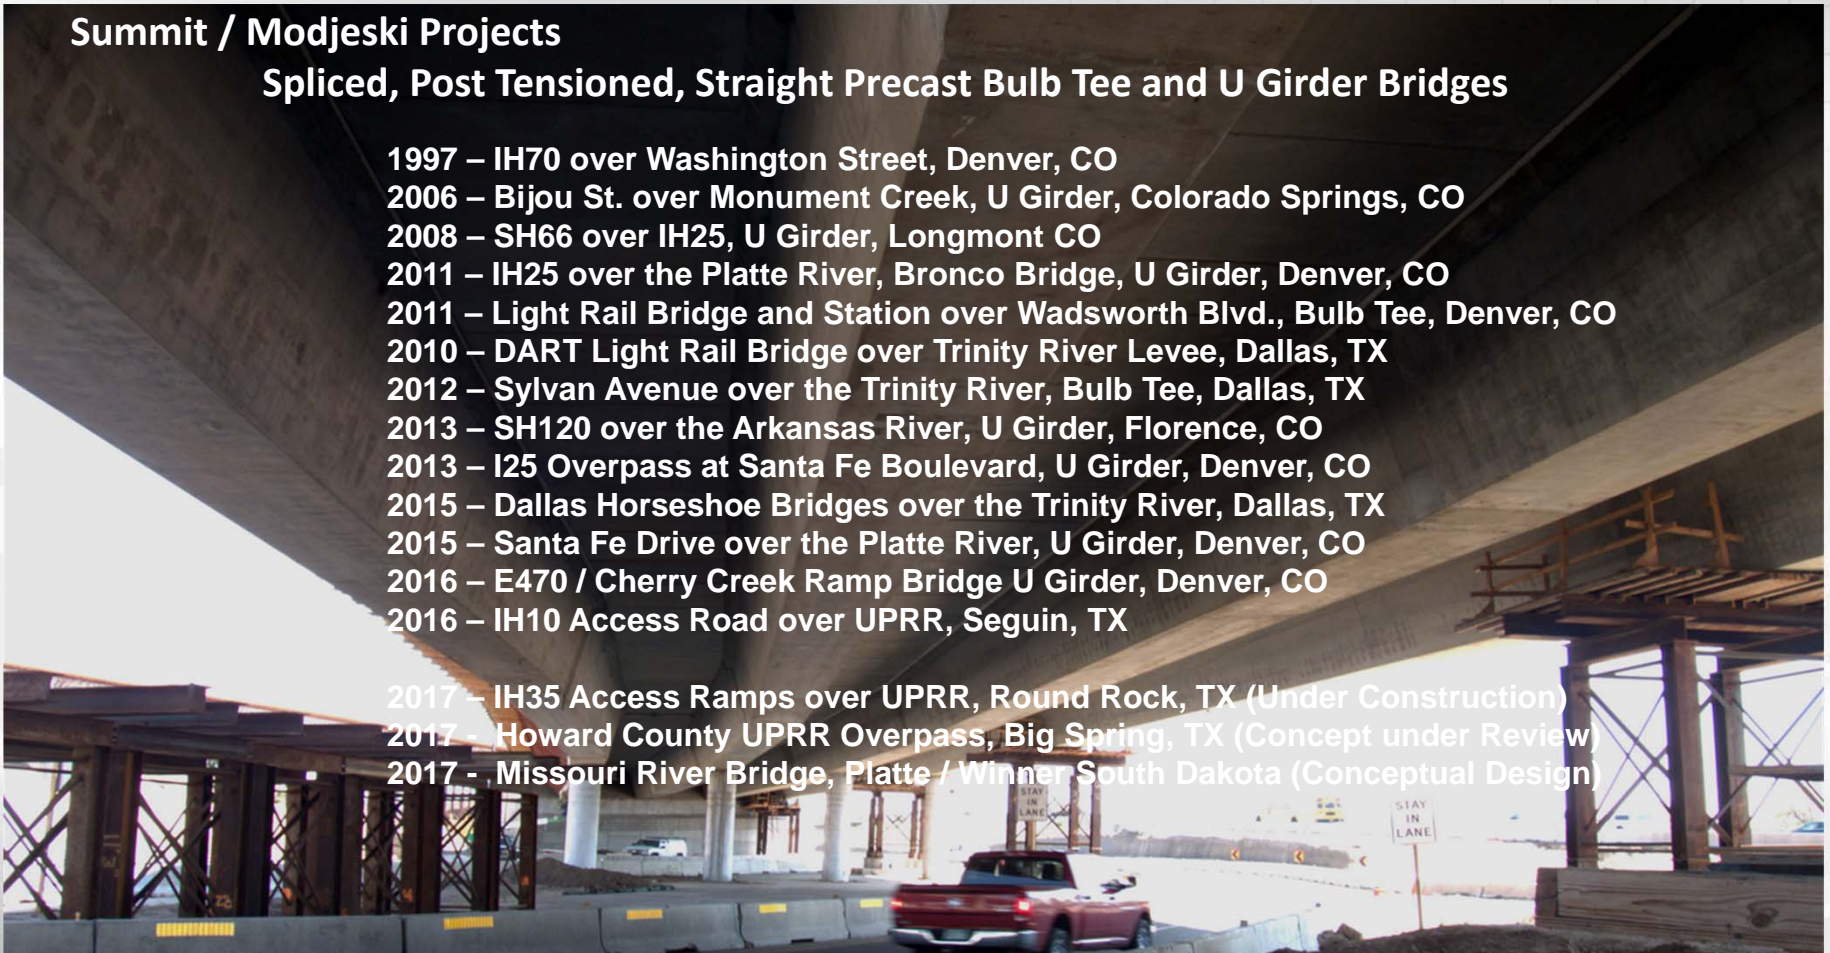 Summit / Modjeski Projects
Spliced, Post Tensioned, Straight Precast Bulb Tee and U Girder Bridges
1997 – IH70 over Washington Street, Denver, CO
2006 – Bijou St. over Monument Creek, U Girder, Colorado Springs, CO
2008 – SH66 over IH25, U Girder, Longmont CO
2011 – IH25 over the Platte River, Bronco Bridge, U Girder, Denver, CO
2011 – Light Rail Bridge and Station over Wadsworth Blvd., Bulb Tee, Denver, CO
2010 – DART Light Rail Bridge over Trinity River Levee, Dallas, TX
2012 – Sylvan Avenue over the Trinity River, Bulb Tee, Dallas, TX
2013 – SH120 over the Arkansas River, U Girder, Florence, CO
2013 – I25 Overpass at Santa Fe Boulevard, U Girder, Denver, CO
2015 – Dallas Horseshoe Bridges over the Trinity River, Dallas, TX
2015 – Santa Fe Drive over the Platte River, U Girder, Denver, CO
2016 – E470 / Cherry Creek Ramp Bridge U Girder, Denver, CO
2016 – IH10 Access Road over UPRR, Seguin, TX
2017 – IH35 Access Ramps over UPRR, Round Rock, TX (Under Construction)
2017 - Howard County UPRR Overpass, Big Spring, TX (Concept under Review)
2017 - Missouri River Bridge, Platte / Winner South Dakota (Conceptual Design)
STAY
IN
LANE
STAY
IN
LANE